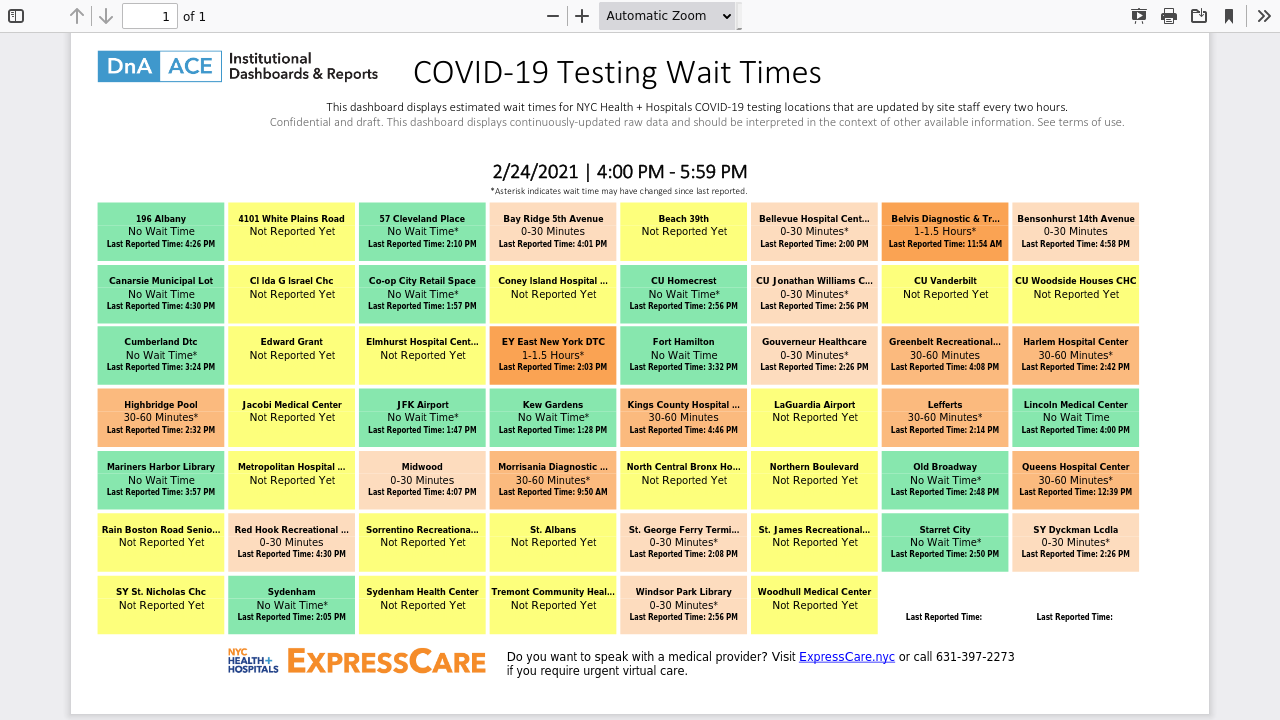 1 of 1
Automatic Zoom
DnA ACE Institutional Dashboards & Reports
COVID-19 Testing Wait Times
This dashboard displays estimated wait times for NYC Health + Hospitals COVID-19 testing locations that are updated by site staff every two hours.
Confidential and draft. This dashboard displays continuously-updated raw data and should be interpreted in the context of other available information. See terms of use.
2/24/2021 | 4:00 PM - 5:59 PM
*Asterisk indicates wait time may have changed since last reported.
196 Albany
No Wait Time
Last Reported Time: 4:26 PM
4101 White Plains Road
Not Reported Yet
57 Cleveland Place
No Wait Time*
Last Reported Time: 2:10 PM
Bay Ridge 5th Avenue
0-30 Minutes
Last Reported Time: 4:01 PM
Beach 39th
Not Reported Yet
Bellevue Hospital Cent...
0-30 Minutes*
Last Reported Time: 2:00 PM
Belvis Diagnostic & Tr...
1-1.5 Hours*
Last Reported Time: 11:54 AM
Bensonhurst 14th Avenue
0-30 Minutes
Last Reported Time: 4:58 PM
Canarsie Municipal Lot
No Wait Time
Last Reported Time: 4:30 PM
CI Ida G Israel Chc
Not Reported Yet
Co-op City Retail Space
No Wait Time*
Last Reported Time: 1:57 PM
Coney Island Hospital ...
Not Reported Yet
CU Homecrest
No Wait Time*
Last Reported Time: 2:56 PM
CU Jonathan Williams C...
0-30 Minutes*
Last Reported Time: 2:56 PM
CU Vanderbilt
Not Reported Yet
CU Woodside Houses CHC
Not Reported Yet
Cumberland Dtc
No Wait Time*
Last Reported Time: 3:24 PM
Edward Grant
Not Reported Yet
Elmhurst Hospital Cent...
Not Reported Yet
EY East New York DTC
1-1.5 Hours*
Last Reported Time: 2:03 PM
Fort Hamilton
No Wait Time
Last Reported Time: 3:32 PM
Gouverneur Healthcare
0-30 Minutes*
Last Reported Time: 2:26 PM
Greenbelt Recreational...
30-60 Minutes
Last Reported Time: 4:08 PM
Harlem Hospital Center
30-60 Minutes*
Last Reported Time: 2:42 PM
Highbridge Pool
30-60 Minutes*
Last Reported Time: 2:32 PM
Jacobi Medical Center
Not Reported Yet
JFK Airport
No Wait Time*
Last Reported Time: 1:47 PM
Kew Gardens
No Wait Time*
Last Reported Time: 1:28 PM
Kings County Hospital ...
30-60 Minutes
Last Reported Time: 4:46 PM
LaGuardia Airport
Not Reported Yet
Lefferts
30-60 Minutes*
Last Reported Time: 2:14 PM
Lincoln Medical Center
No Wait Time
Last Reported Time: 4:00 PM
Mariners Harbor Library
No Wait Time
Last Reported Time: 3:57 PM
Metropolitan Hospital ...
Not Reported Yet
Midwood
0-30 Minutes
Last Reported Time: 4:07 PM
Morrisania Diagnostic ...
30-60 Minutes*
Last Reported Time: 9:50 AM
North Central Bronx Ho...
Not Reported Yet
Northern Boulevard
Not Reported Yet
Old Broadway
No Wait Time*
Last Reported Time: 2:48 PM
Queens Hospital Center
30-60 Minutes*
Last Reported Time: 12:39 PM
Rain Boston Road Senio...
Not Reported Yet
Red Hook Recreational ...
0-30 Minutes
Last Reported Time: 4:30 PM
Sorrentino Recreationa...
Not Reported Yet
St. Albans
Not Reported Yet
St. George Ferry Termi...
0-30 Minutes*
Last Reported Time: 2:08 PM
St. James Recreational...
Not Reported Yet
Starret City
No Wait Time*
Last Reported Time: 2:50 PM
SY Dyckman Lcdla
0-30 Minutes*
Last Reported Time: 2:26 PM
SY St. Nicholas Chc
Not Reported Yet
Sydenham
No Wait Time*
Last Reported Time: 2:05 PM
Sydenham Health Center
Not Reported Yet
Tremont Community Heal...
Not Reported Yet
Windsor Park Library
0-30 Minutes*
Last Reported Time: 2:56 PM
Woodhull Medical Center
Not Reported Yet
Last Reported Time:
Last Reported Time:
NYC
HEALTH+
HOSPITALS
EXPRESSCARE
Do you want to speak with a medical provider? Visit ExpressCare.nyc or call 631-397-2273
if you require urgent virtual care.